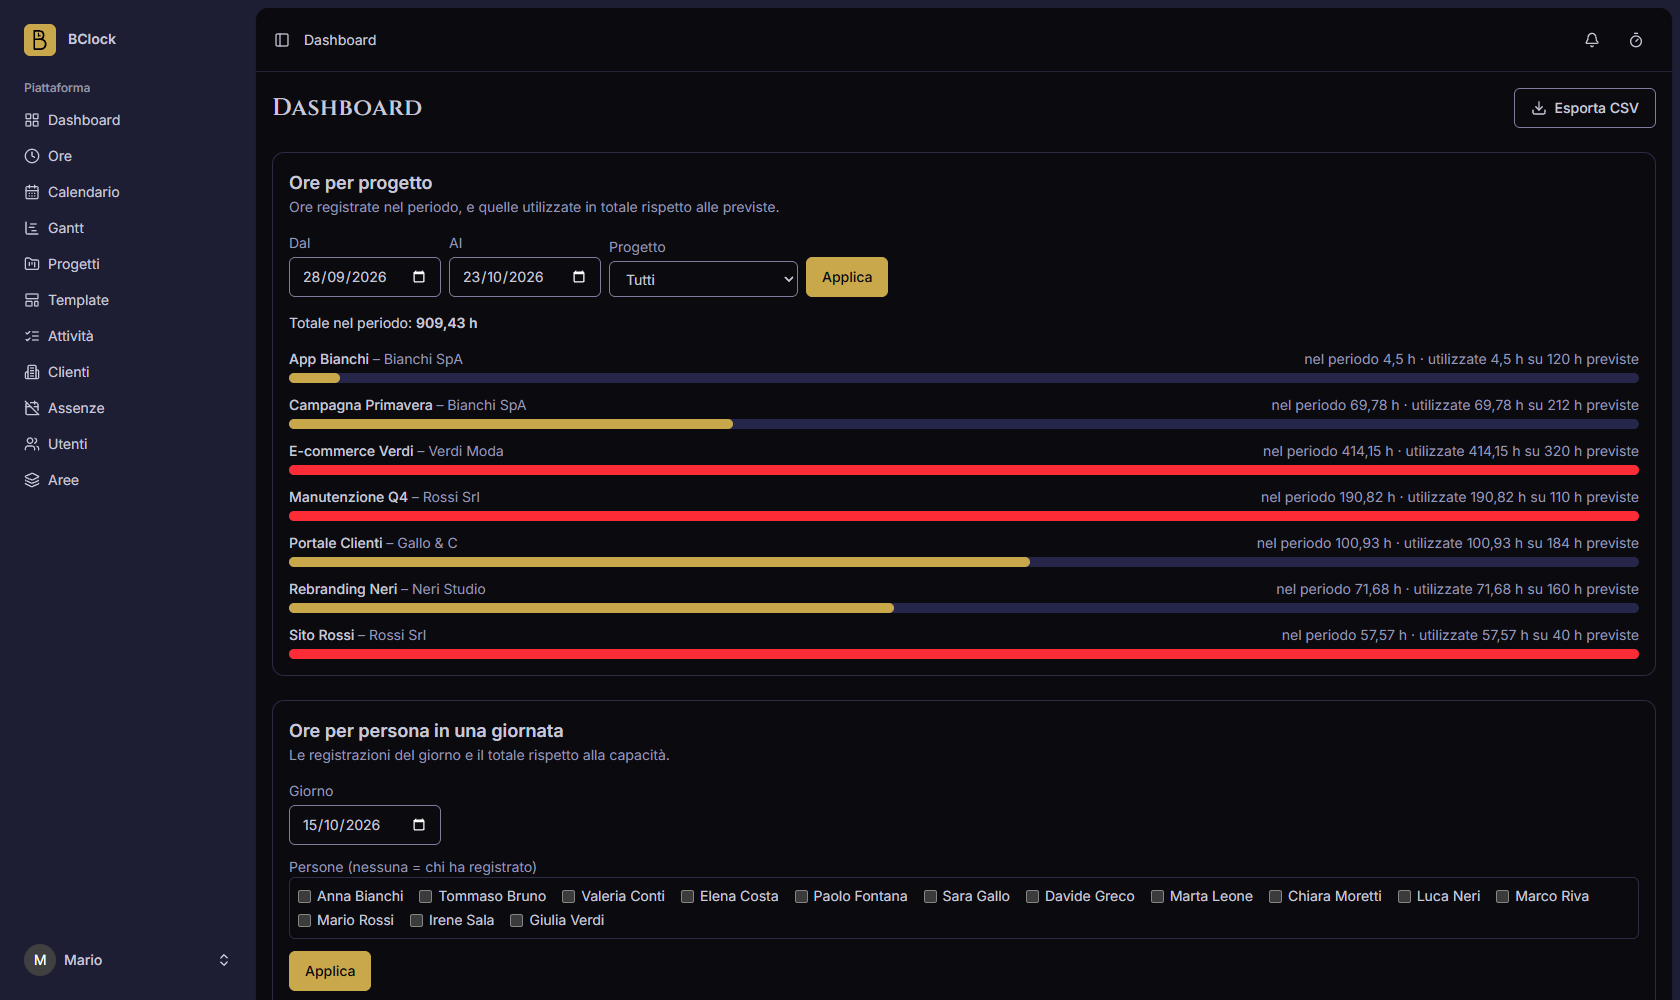 BClock
Piattaforma
Dashboard
Ore
Calendario
Gantt
Progetti
Template
Attività
Clienti
Assenze
Utenti
Aree
M Mario
Dashboard
Dashboard
Esporta CSV
Ore per progetto
Ore registrate nel periodo, e quelle utilizzate in totale rispetto alle previste.
Dal Al Progetto
28/09/2026 23/10/2026 Tutti Applica
Totale nel periodo: 909,43 h
App Bianchi – Bianchi SpA nel periodo 4,5 h · utilizzate 4,5 h su 120 h previste
Campagna Primavera – Bianchi SpA nel periodo 69,78 h · utilizzate 69,78 h su 212 h previste
E-commerce Verdi – Verdi Moda nel periodo 414,15 h · utilizzate 414,15 h su 320 h previste
Manutenzione Q4 – Rossi Srl nel periodo 190,82 h · utilizzate 190,82 h su 110 h previste
Portale Clienti – Gallo & C nel periodo 100,93 h · utilizzate 100,93 h su 184 h previste
Rebranding Neri – Neri Studio nel periodo 71,68 h · utilizzate 71,68 h su 160 h previste
Sito Rossi – Rossi Srl nel periodo 57,57 h · utilizzate 57,57 h su 40 h previste
Ore per persona in una giornata
Le registrazioni del giorno e il totale rispetto alla capacità.
Giorno
15/10/2026
Persone (nessuna = chi ha registrato)
Anna Bianchi Tommaso Bruno Valeria Conti Elena Costa Paolo Fontana Sara Gallo Davide Greco Marta Leone Chiara Moretti Luca Neri Marco Riva
Mario Rossi Irene Sala Giulia Verdi
Applica